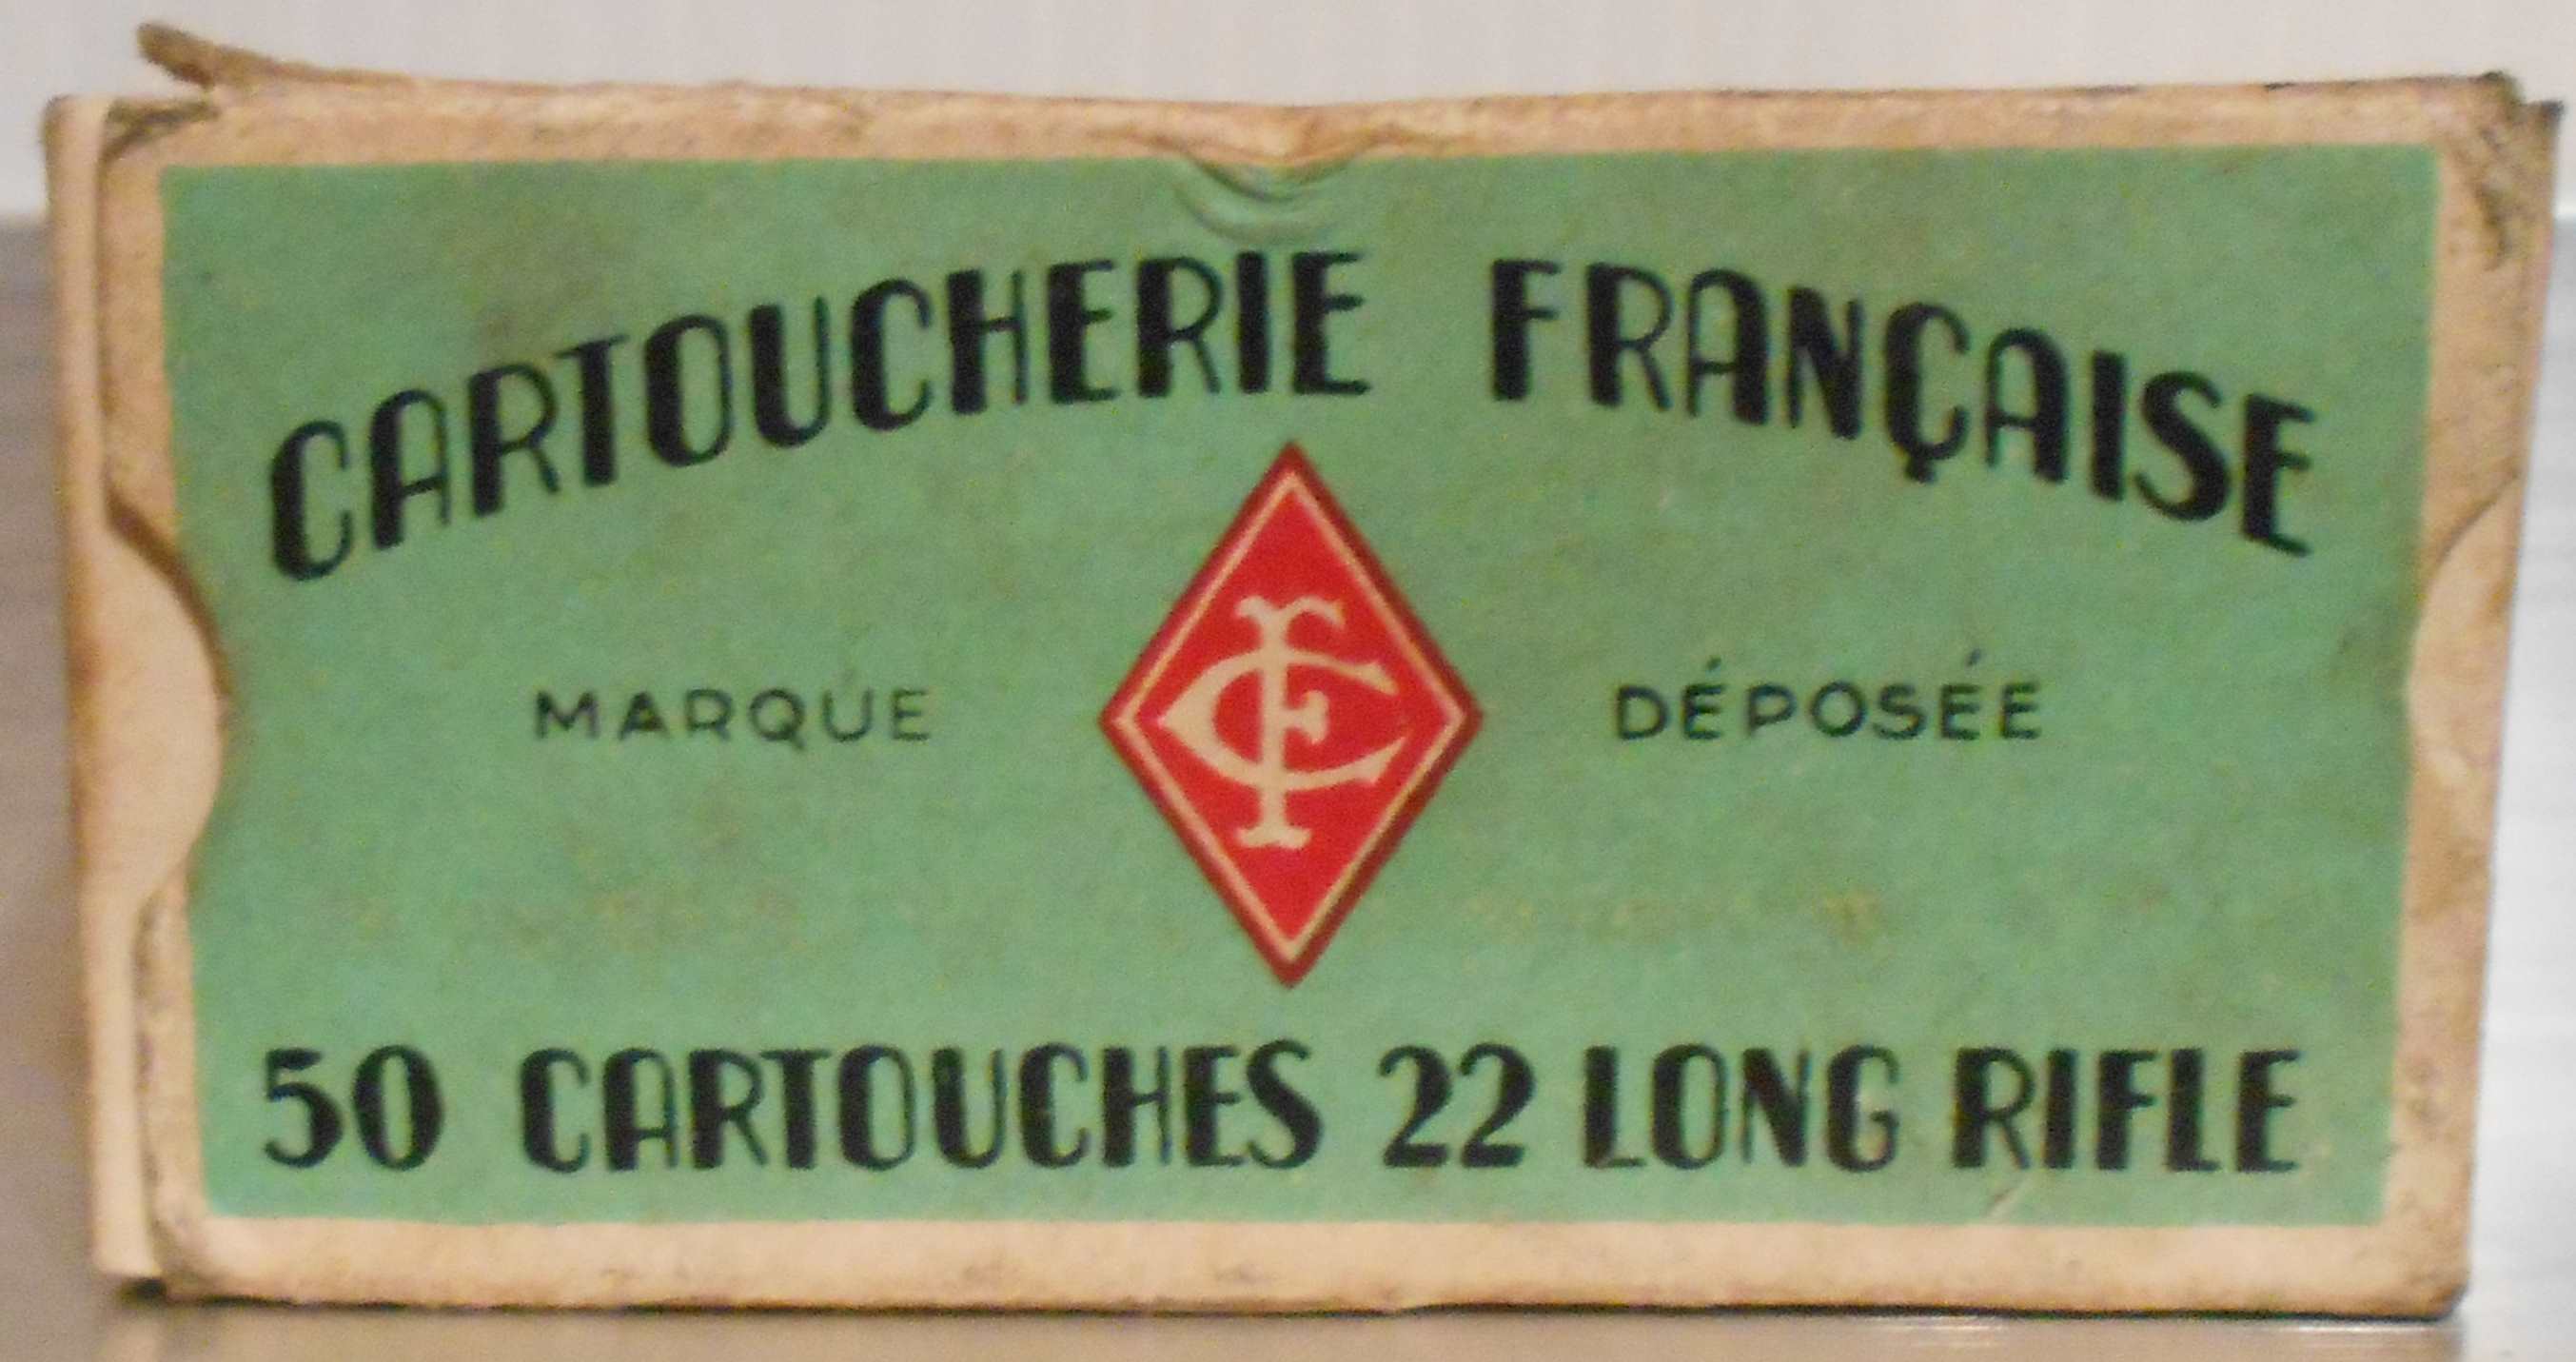 CARTOUCHERIE FRANÇAISE
MARQUE CF DÉPOSÉE
50 CARTOUCHES 22 LONG RIFLE